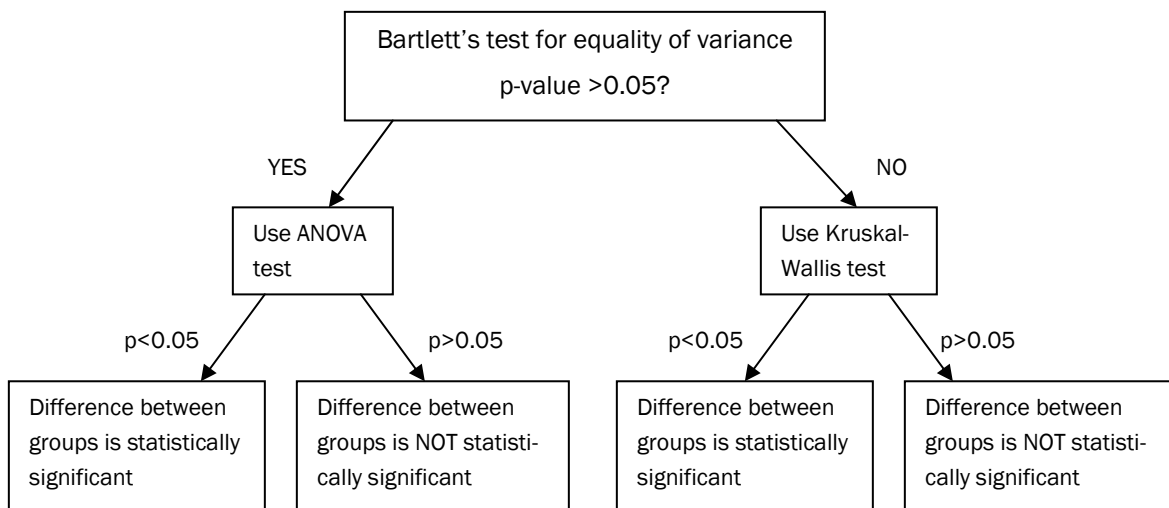 Bartlett’s test for equality of variance
p-value >0.05?
YES
NO
Use ANOVA
test
Use Kruskal-
Wallis test
p<0.05
p>0.05
p<0.05
p>0.05
Difference between
groups is statistically
significant
Difference between
groups is NOT statisti-
cally significant
Difference between
groups is statistically
significant
Difference between
groups is NOT statisti-
cally significant